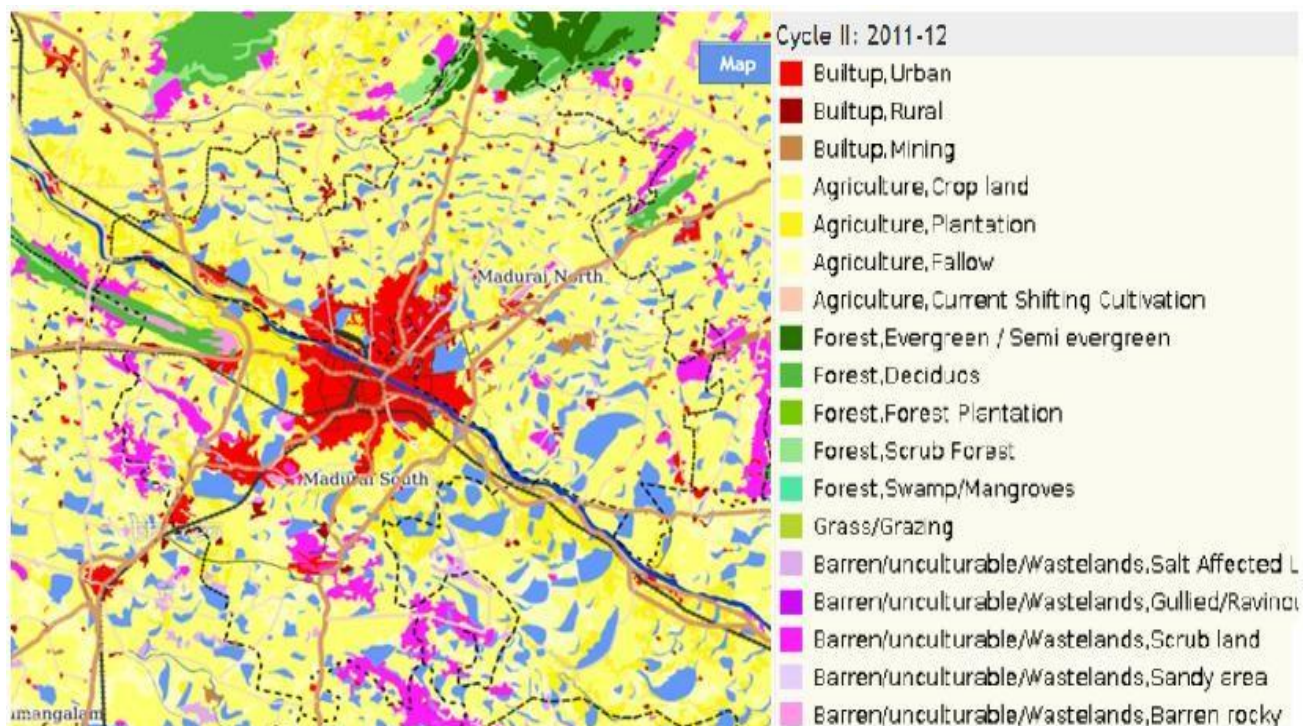 Map
Madurai North
Madurai South
amangalam
Cycle II: 2011-12
Builtup,Urban
Builtup,Rural
Builtup,Mining
Agriculture,Crop land
Agriculture,Plantation
Agriculture,Fallow
Agriculture,Current Shifting Cultivation
Forest,Evergreen / Semi evergreen
Forest,Deciduos
Forest,Forest Plantation
Forest,Scrub Forest
Forest,Swamp/Mangroves
Grass/Grazing
Barren/unculturable/Wastelands,Salt Affected L
Barren/unculturable/Wastelands,Gullied/Ravinou
Barren/unculturable/Wastelands,Scrub land
Barren/unculturable/Wastelands,Sandy area
Barren/unculturable/Wastelands,Barren rocky